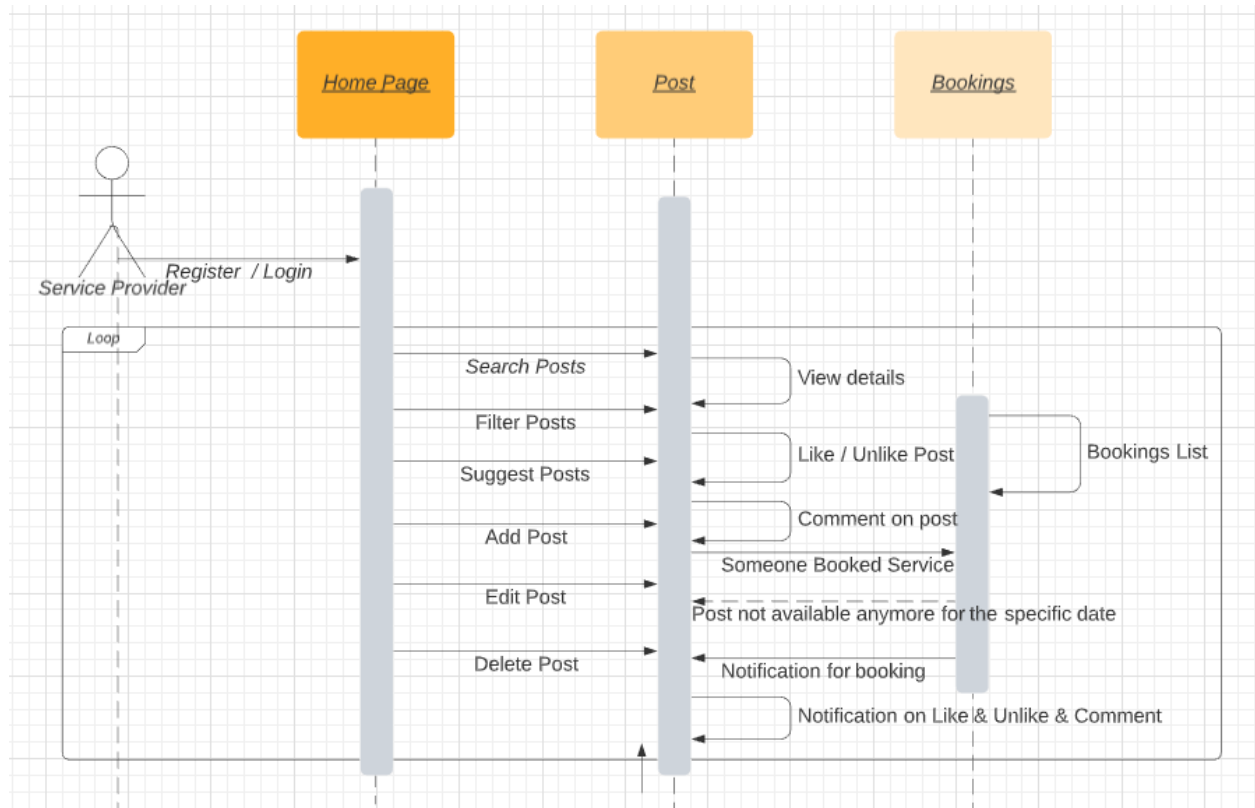 Home Page
Post
Bookings
Register / Login
Service Provider
Loop
Search Posts
View details
Filter Posts
Like / Unlike Post
Bookings List
Suggest Posts
Comment on post
Add Post
Someone Booked Service
Edit Post
Post not available anymore for the specific date
Delete Post
Notification for booking
Notification on Like & Unlike & Comment